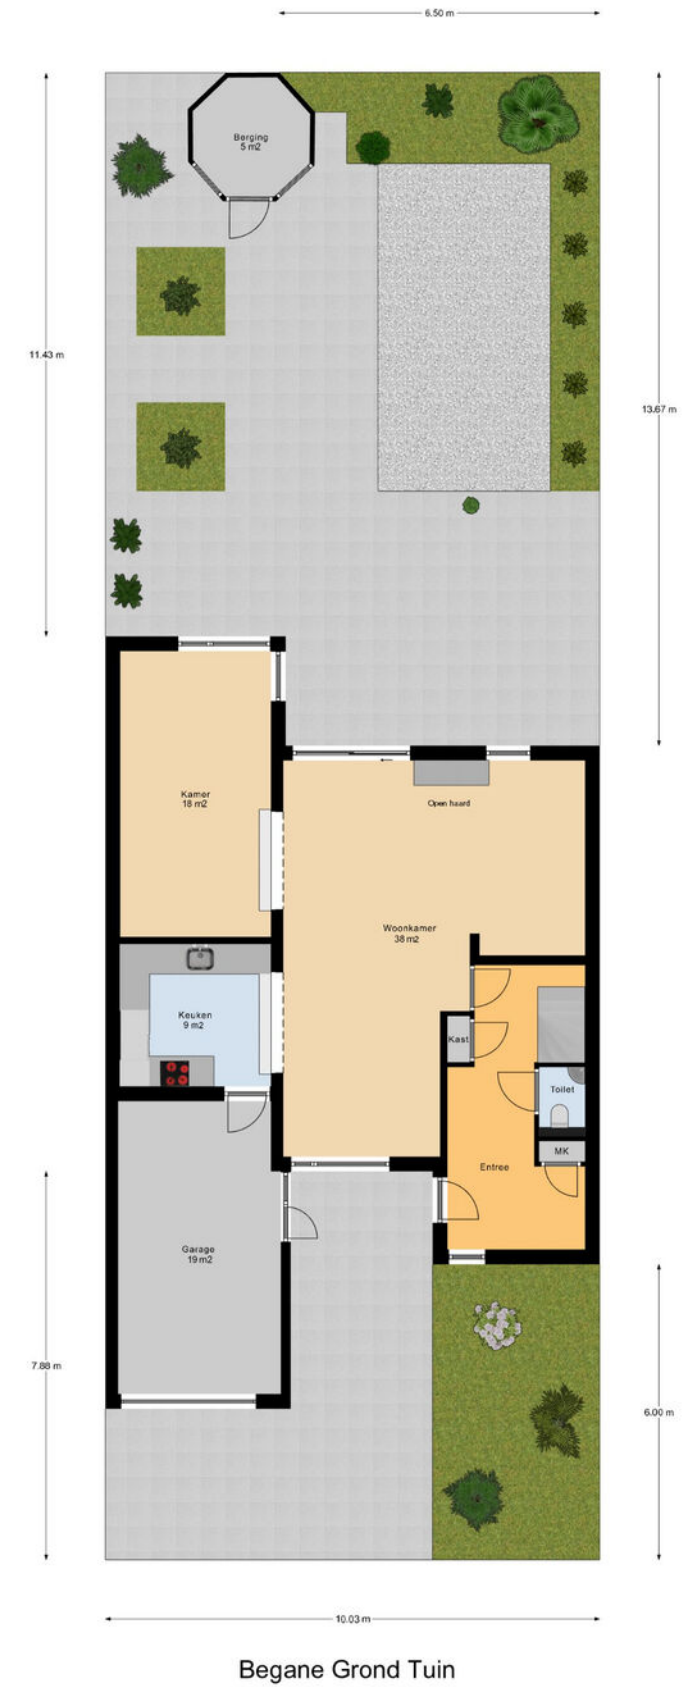 6.50 m
Berging
5 m2
11.43 m
13.67 m
Kamer
18 m2
Open haard
Woonkamer
38 m2
Keuken
9 m2
Kast
Toilet
MK
Entree
Garage
19 m2
7.88 m
6.00 m
10.03 m
Begane Grond Tuin